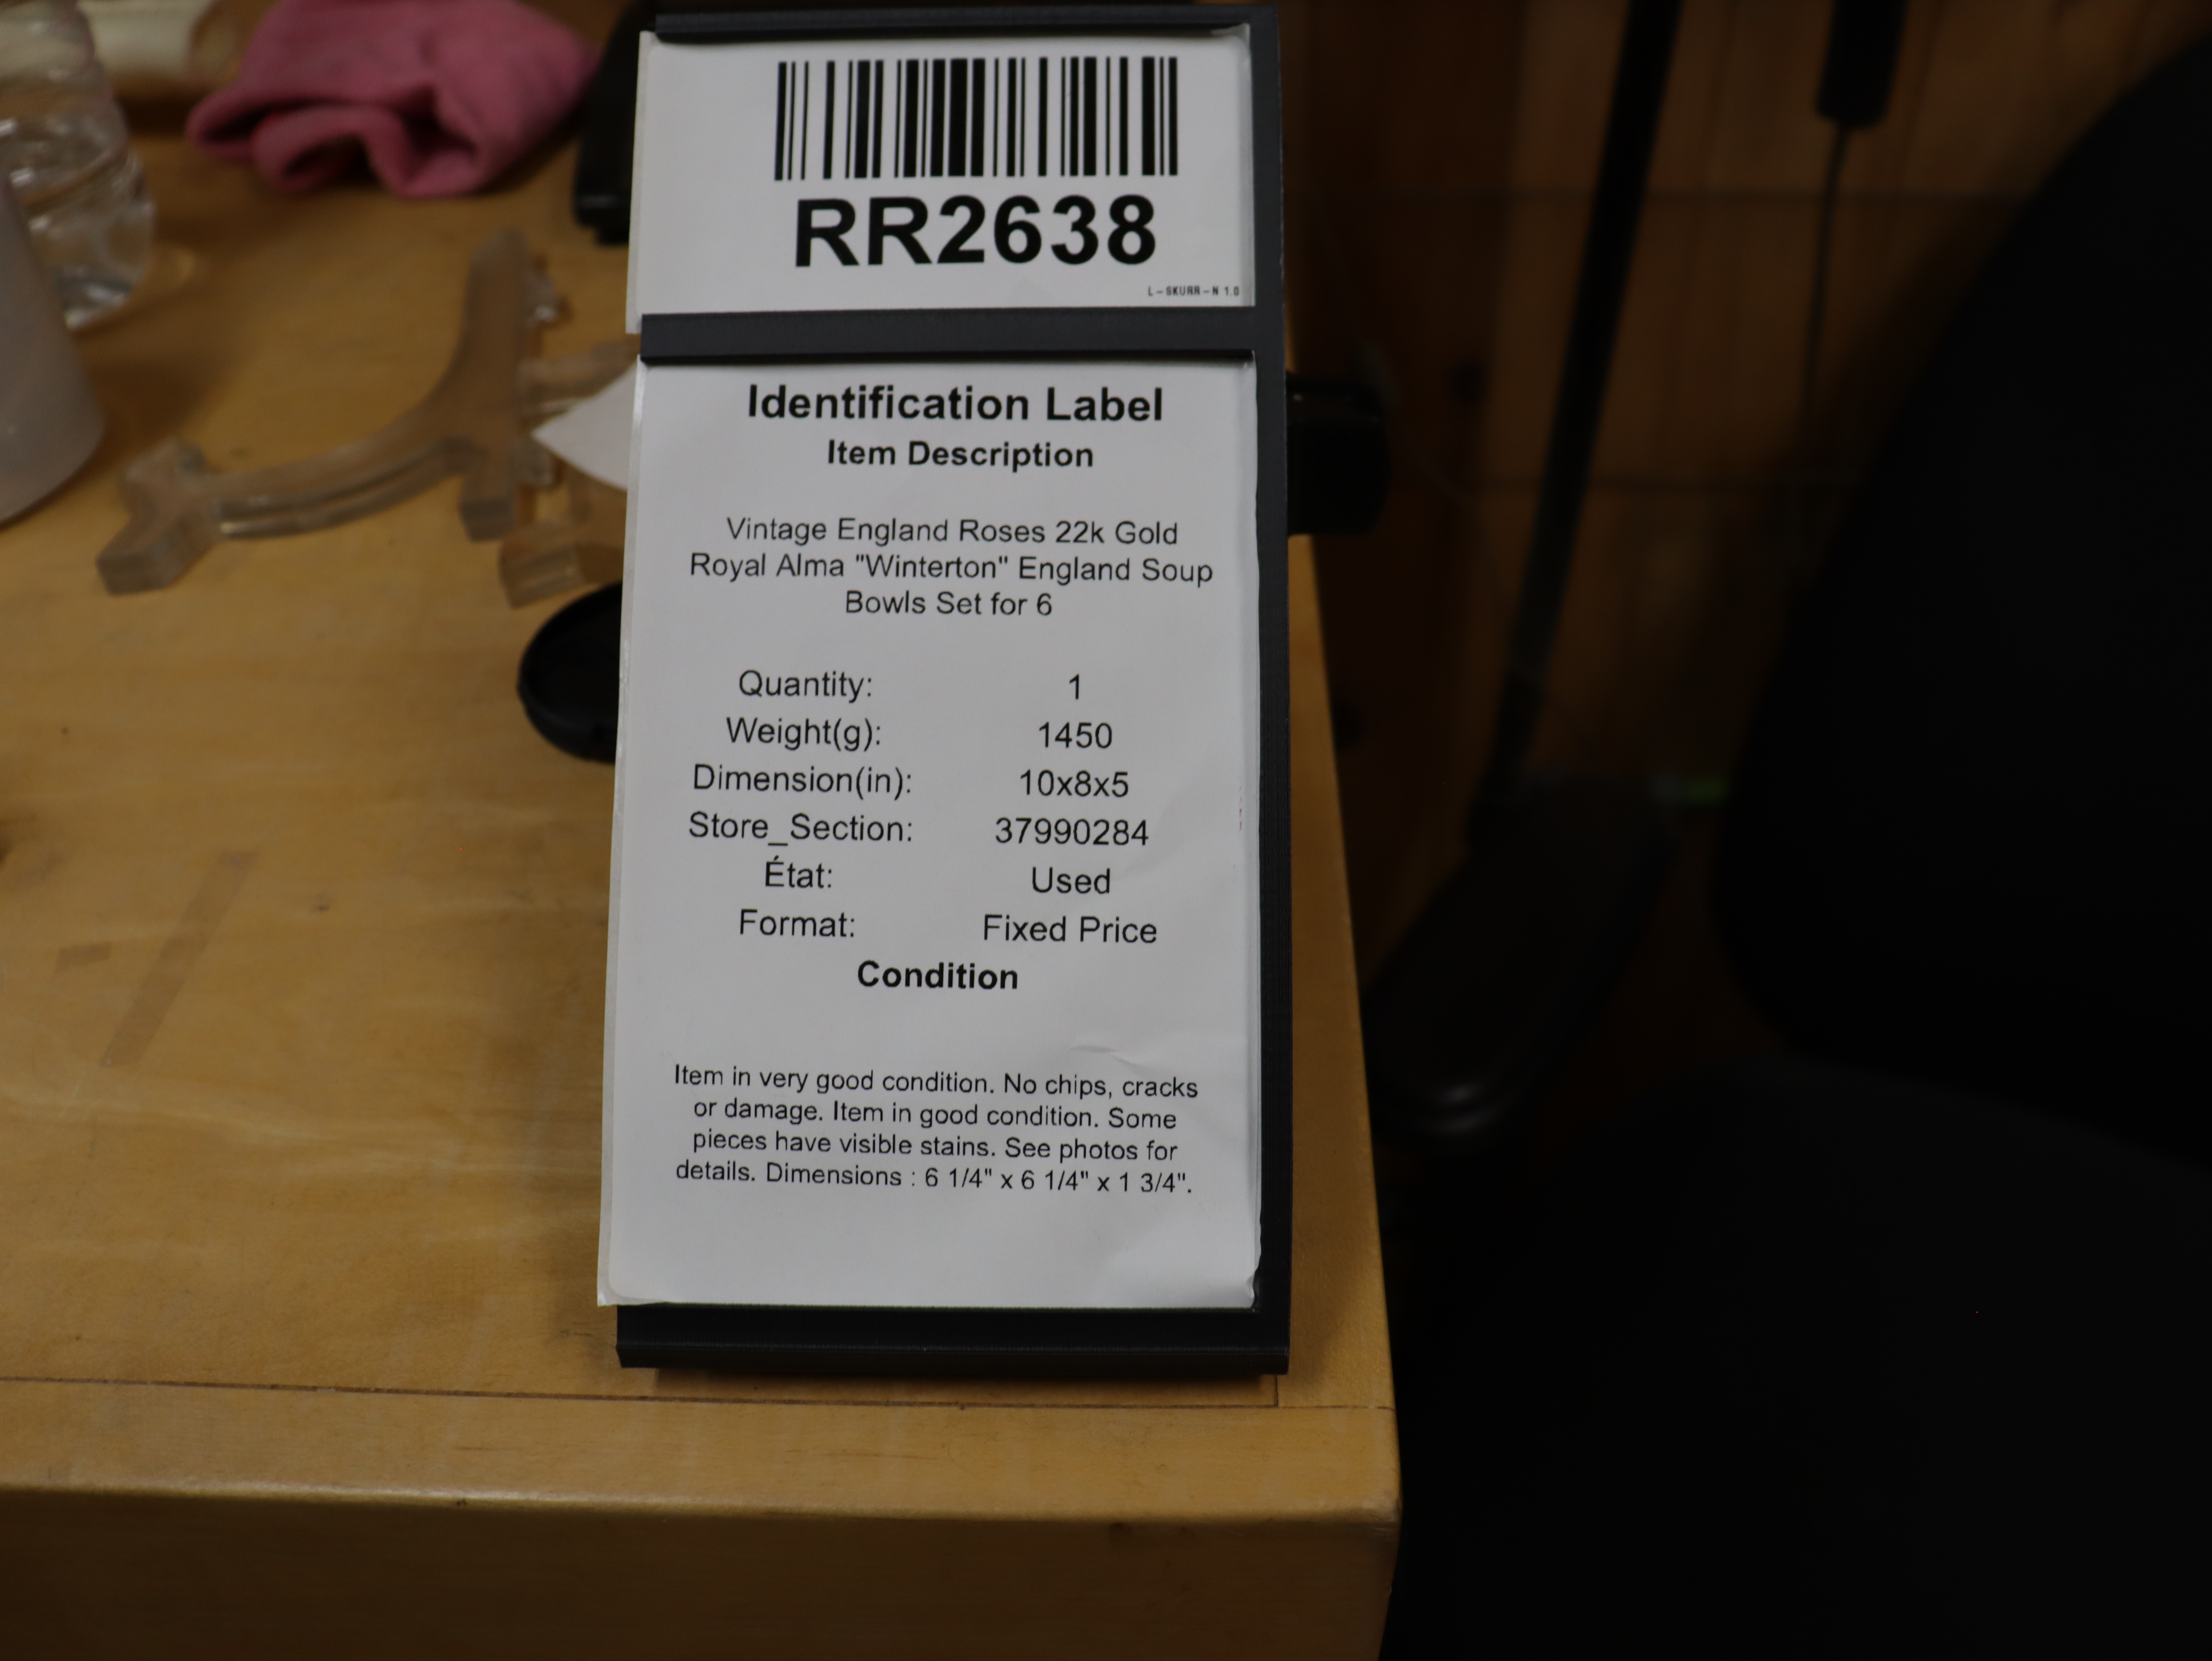 RR2638
L-SKURR-N 1.0
Identification Label
Item Description
Vintage England Roses 22k Gold
Royal Alma "Winterton" England Soup
Bowls Set for 6
Quantity: 1
Weight(g): 1450
Dimension(in): 10x8x5
Store_Section: 37990284
État: Used
Format: Fixed Price
Condition
Item in very good condition. No chips, cracks
or damage. Item in good condition. Some
pieces have visible stains. See photos for
details. Dimensions : 6 1/4" x 6 1/4" x 1 3/4".